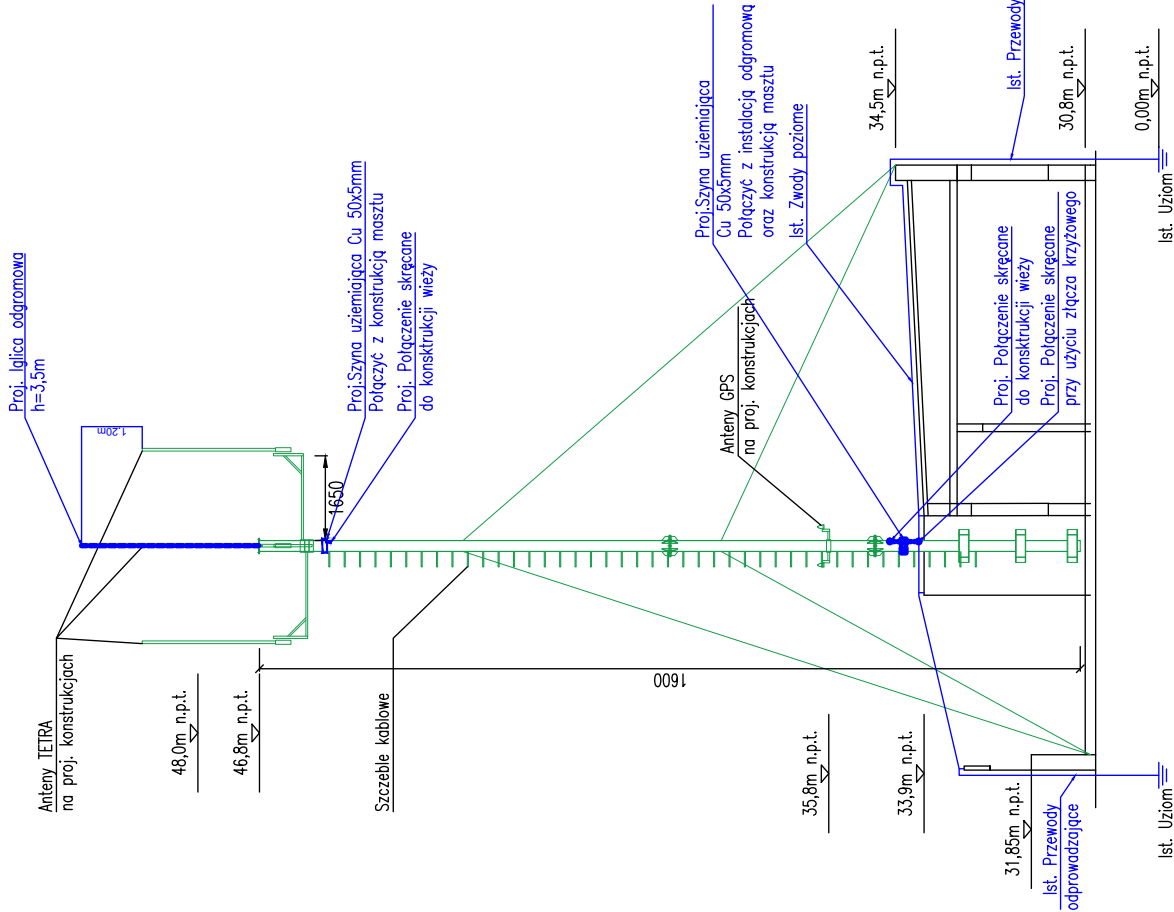 Proj. Iglica odgromowa
h=3,5m
1,20m
Anteny TETRA
na proj. konstrukcjach
48,0m n.p.t.
46,8m n.p.t.
Proj.Szyna uziemiająca Cu 50x5mm
Połączyć z konstrukcją masztu
Proj. Połączenie skręcane
do konsktrukcji wieży
1650
Szczeble kablowe
1600
Anteny GPS
na proj. konstrukcjach
Proj.Szyna uziemiająca
Cu 50x5mm
Połączyć z instalacją odgromową
oraz konstrukcją masztu
Ist. Zwody poziome
34,5m n.p.t.
Ist. Przewody
30,8m n.p.t.
0,00m n.p.t.
Ist. Uziom
Proj. Połączenie skręcane
do konsktrukcji wieży
Proj. Połączenie skręcane
przy użyciu złącza krzyżowego
35,8m n.p.t.
33,9m n.p.t.
31,85m n.p.t.
Ist. Przewody
odprowadzające
Ist. Uziom